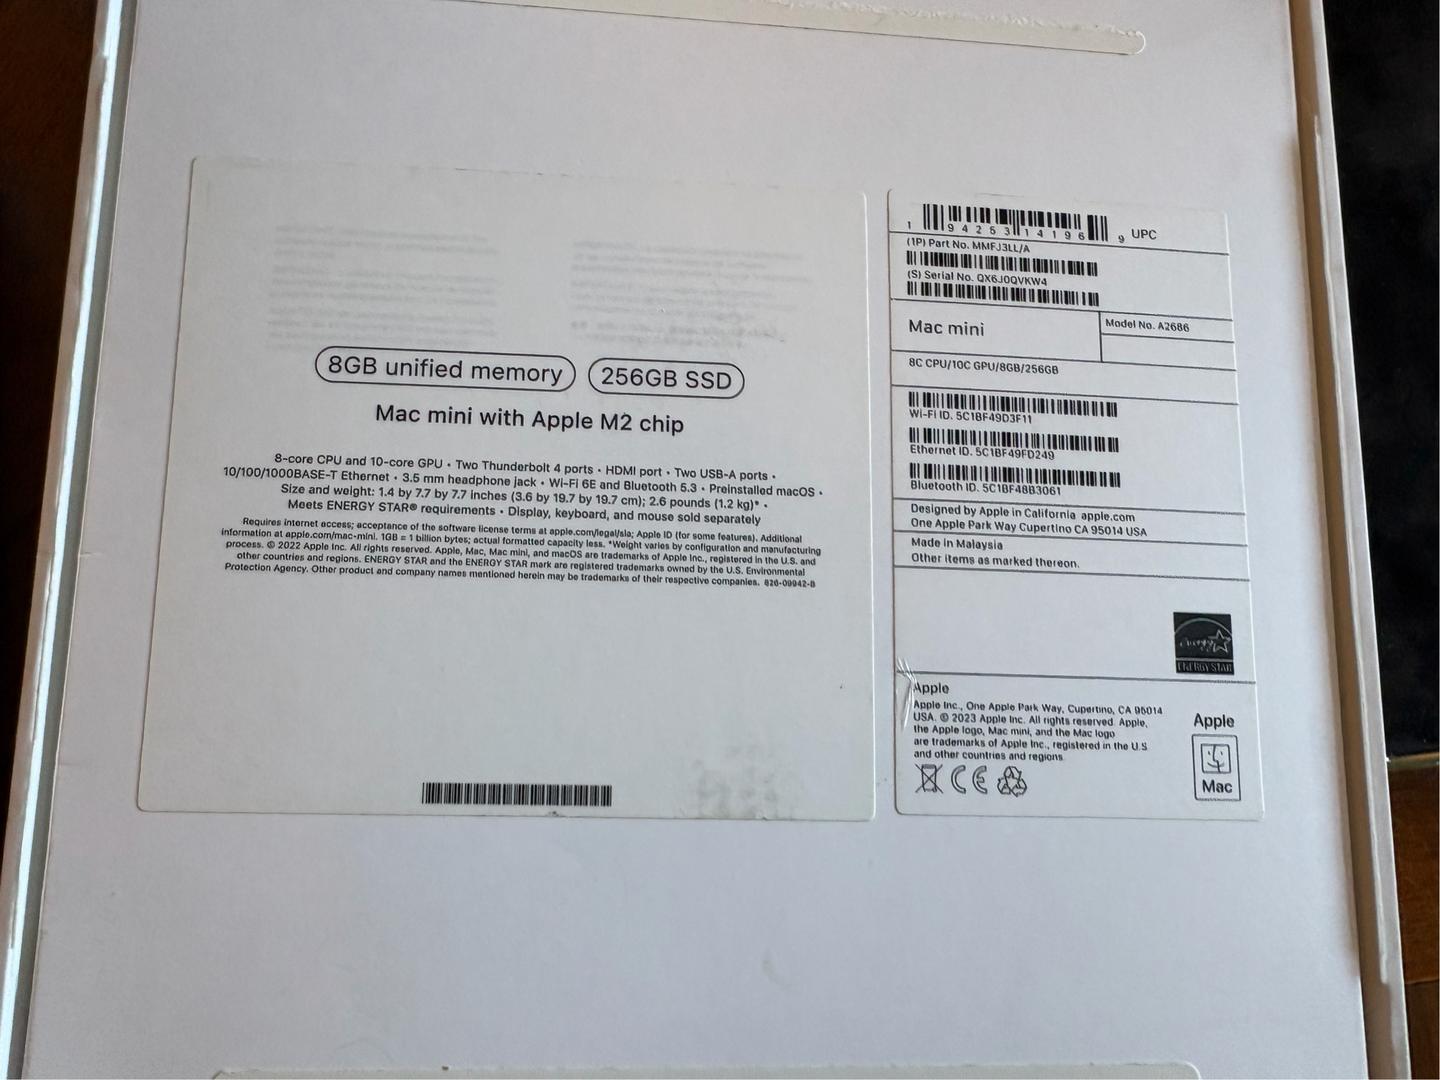 8GB unified memory 256GB SSD
Mac mini with Apple M2 chip
8-core CPU and 10-core GPU • Two Thunderbolt 4 ports • HDMI port • Two USB-A ports •
10/100/1000BASE-T Ethernet • 3.5 mm headphone jack • Wi-Fi 6E and Bluetooth 5.3 • Preinstalled macOS •
Size and weight: 1.4 by 7.7 by 7.7 inches (3.6 by 19.7 by 19.7 cm); 2.6 pounds (1.2 kg)* •
Meets ENERGY STAR® requirements • Display, keyboard, and mouse sold separately
Requires internet access; acceptance of the software license terms at apple.com/legal/sla; Apple ID (for some features). Additional
information at apple.com/mac-mini. 1GB = 1 billion bytes; actual formatted capacity less. *Weight varies by configuration and manufacturing
process. © 2022 Apple Inc. All rights reserved. Apple, Mac, Mac mini, and macOS are trademarks of Apple Inc., registered in the U.S. and
other countries and regions. ENERGY STAR and the ENERGY STAR mark are registered trademarks owned by the U.S. Environmental
Protection Agency. Other product and company names mentioned herein may be trademarks of their respective companies. 826-09942-B
1 94253 14196 9 UPC
(1P) Part No. MMFJ3LL/A
(S) Serial No. QX6J0QVKW4
Mac mini
Model No. A2686
8C CPU/10C GPU/8GB/256GB
Wi-Fi ID. 5C1BF49D3F11
Ethernet ID. 5C1BF49FD249
Bluetooth ID. 5C1BF48B3061
Designed by Apple in California apple.com
One Apple Park Way Cupertino CA 95014 USA
Made in Malaysia
Other items as marked thereon.
energy
ENERGY STAR
Apple
Apple Inc., One Apple Park Way, Cupertino, CA 95014
USA. © 2023 Apple Inc. All rights reserved. Apple,
the Apple logo, Mac mini, and the Mac logo
are trademarks of Apple Inc., registered in the U.S.
and other countries and regions.
CE
Apple
Mac